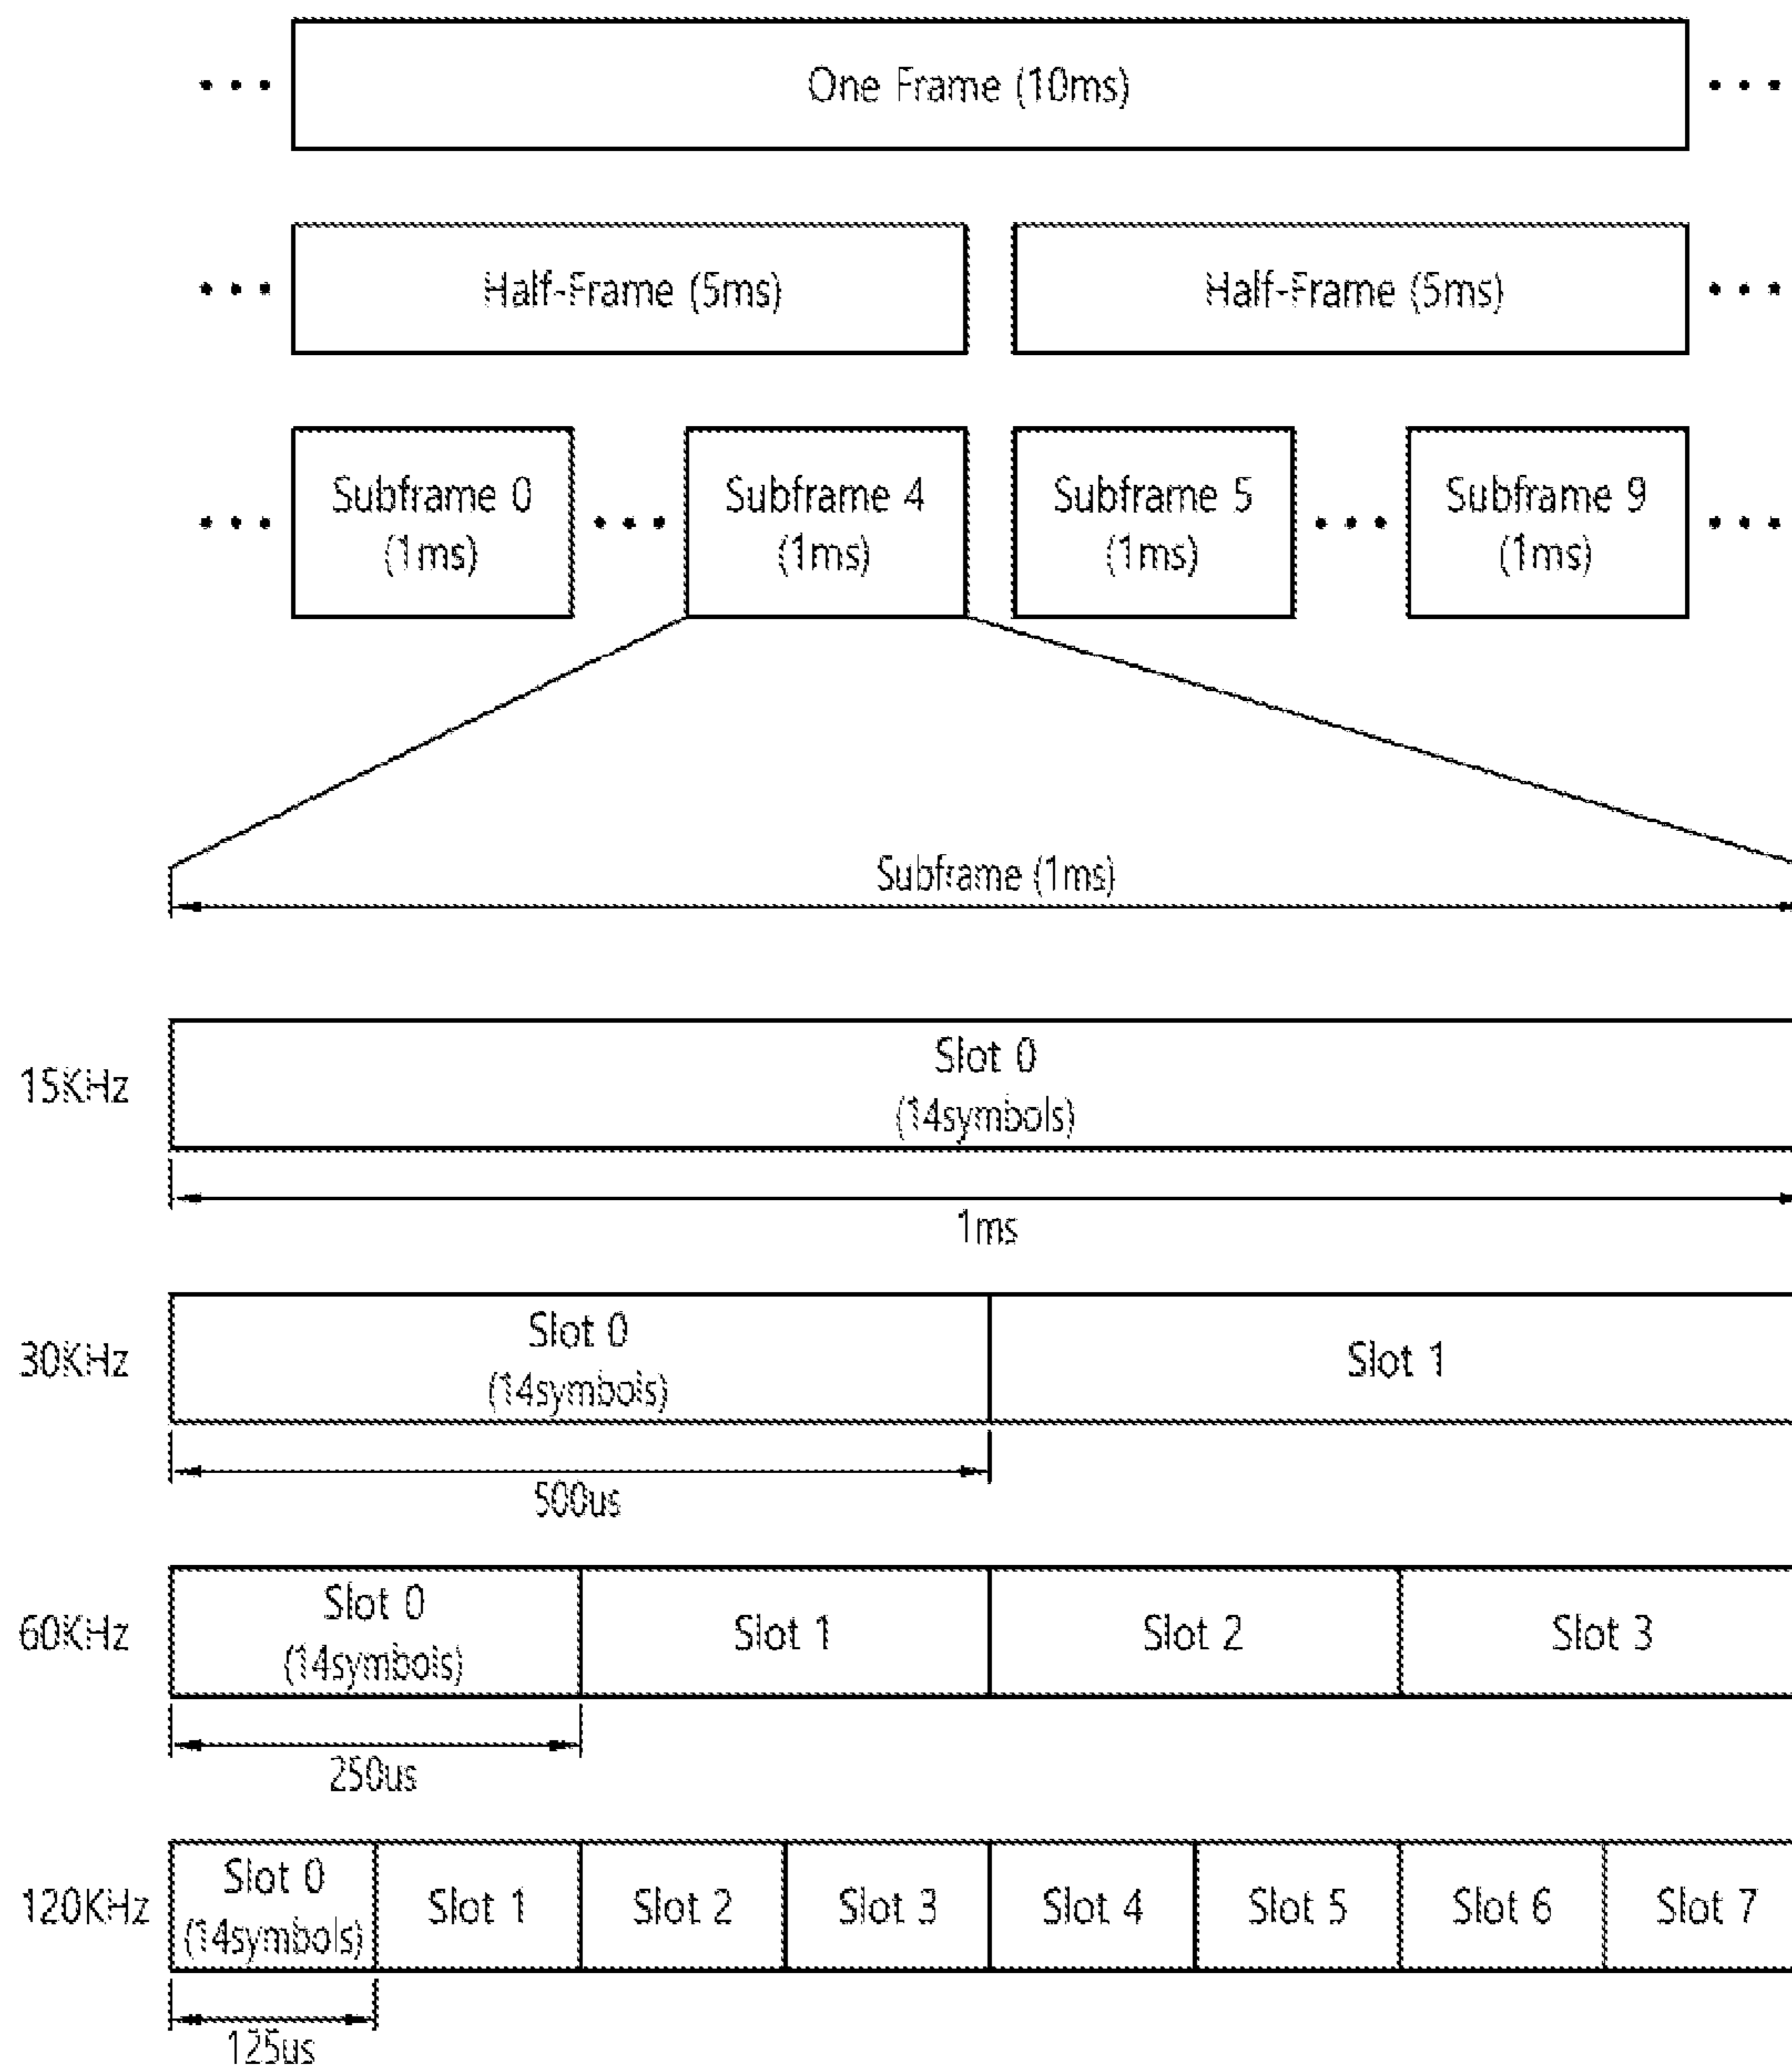 One Frame (10ms)
Half-Frame (5ms)
Half-Frame (5ms)
Subframe 0
(1ms)
Subframe 4
(1ms)
Subframe 5
(1ms)
Subframe 9
(1ms)
Subframe (1ms)
15KHz
Slot 0
(14symbols)
1ms
30KHz
Slot 0
(14symbols)
Slot 1
500us
60KHz
Slot 0
(14symbols)
Slot 1
Slot 2
Slot 3
250us
120KHz
Slot 0
(14symbols)
Slot 1
Slot 2
Slot 3
Slot 4
Slot 5
Slot 6
Slot 7
125us